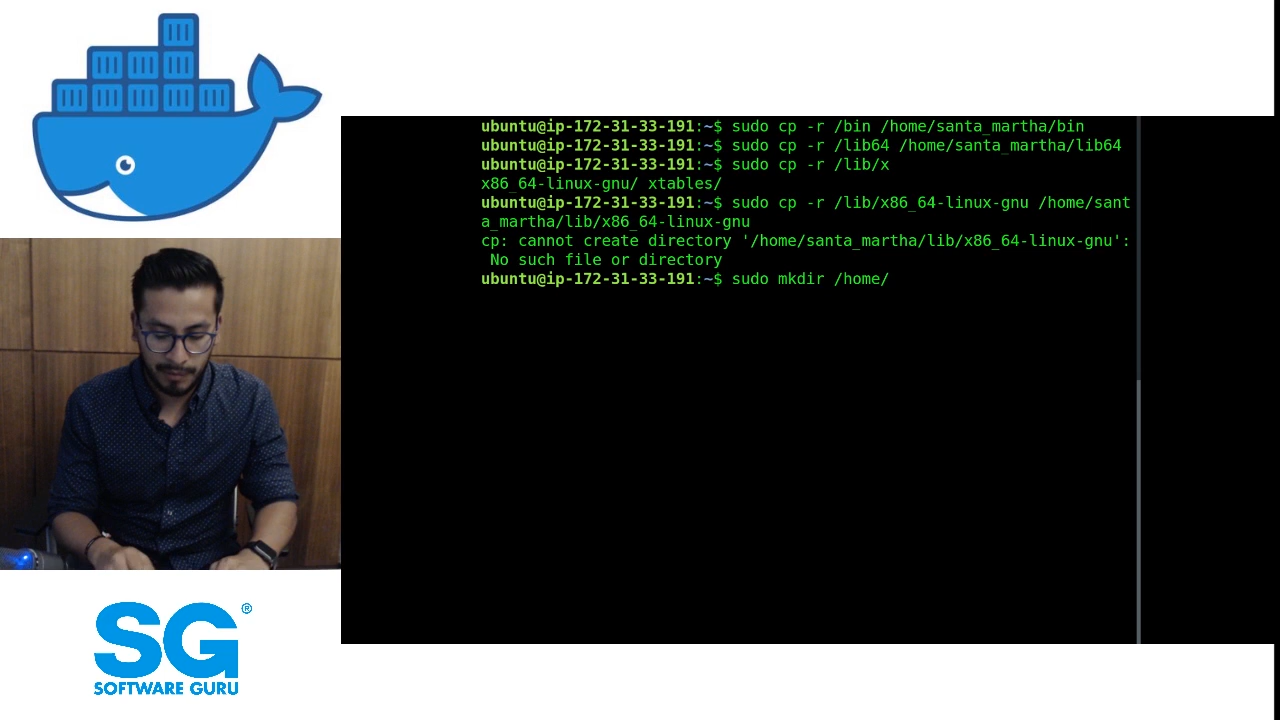 ubuntu@ip-172-31-33-191:~$ sudo cp -r /bin /home/santa_martha/bin
ubuntu@ip-172-31-33-191:~$ sudo cp -r /lib64 /home/santa_martha/lib64
ubuntu@ip-172-31-33-191:~$ sudo cp -r /lib/x
x86_64-linux-gnu/ xtables/
ubuntu@ip-172-31-33-191:~$ sudo cp -r /lib/x86_64-linux-gnu /home/sant
a_martha/lib/x86_64-linux-gnu
cp: cannot create directory '/home/santa_martha/lib/x86_64-linux-gnu':
 No such file or directory
ubuntu@ip-172-31-33-191:~$ sudo mkdir /home/
SG®
SOFTWARE GURU